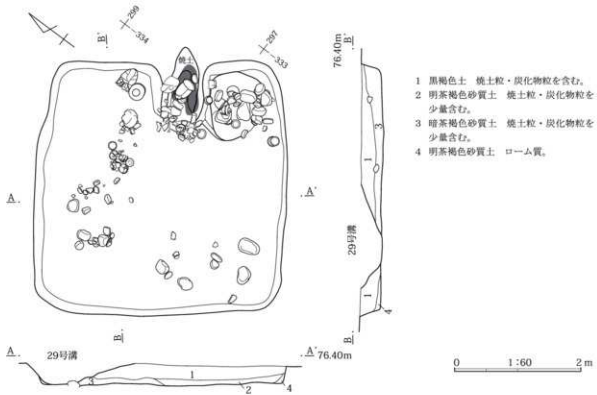 299
-334
297
-333
B'
焼土
A
A'
B
76.40m
B'
3
1
29号溝
1
4
B
1 黒褐色土 焼土粒・炭化物粒を含む。
2 明茶褐色砂質土 焼土粒・炭化物粒を
少量含む。
3 暗茶褐色砂質土 焼土粒・炭化物粒を
少量含む。
4 明茶褐色砂質土 ローム質。
A
29号溝
A'
76.40m
3
1
2
4
0
1:60
2m